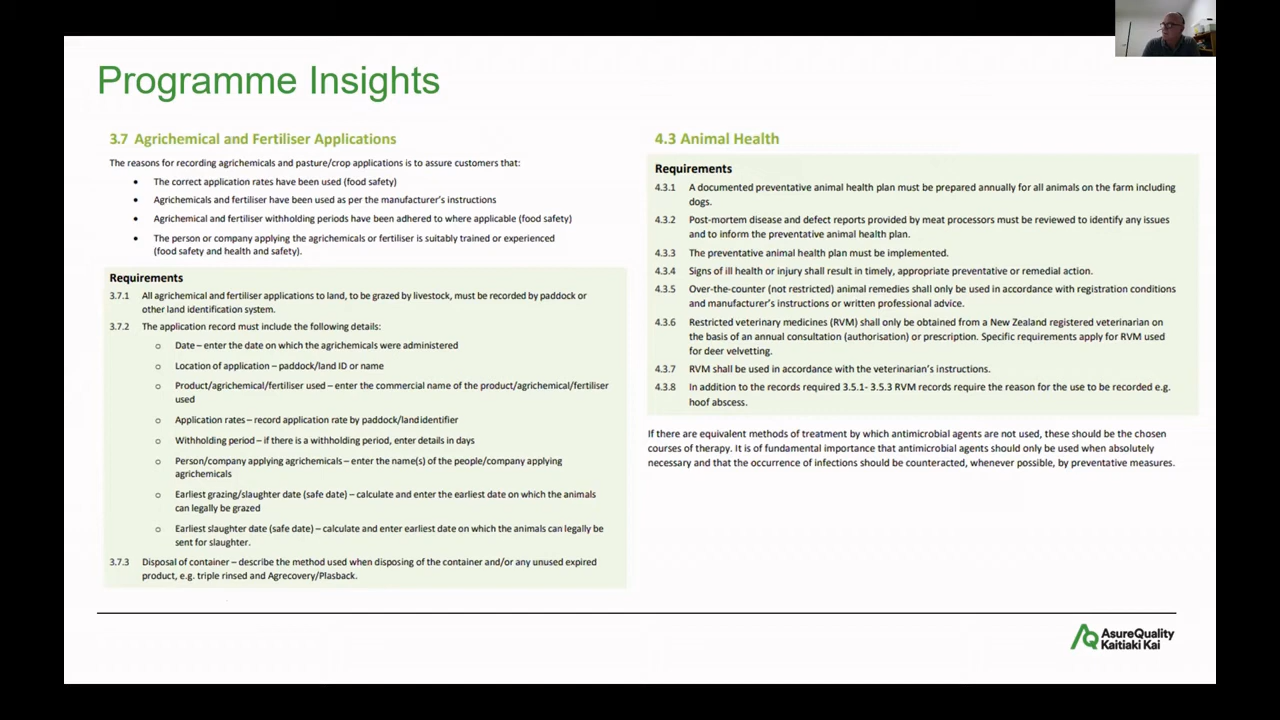 Programme Insights
3.7 Agrichemical and Fertiliser Applications
The reasons for recording agrichemicals and pasture/crop applications is to assure customers that:
• The correct application rates have been used (food safety)
• Agrichemicals and fertiliser have been used as per the manufacturer's instructions
• Agrichemical and fertiliser withholding periods have been adhered to where applicable (food safety)
• The person or company applying the agrichemicals or fertiliser is suitably trained or experienced
(food safety and health and safety).
Requirements
3.7.1 All agrichemical and fertiliser applications to land, to be grazed by livestock, must be recorded by paddock or
other land identification system.
3.7.2 The application record must include the following details:
o Date – enter the date on which the agrichemicals were administered
o Location of application – paddock/land ID or name
o Product/agrichemical/fertiliser used – enter the commercial name of the product/agrichemical/fertiliser
used
o Application rates – record application rate by paddock/land identifier
o Withholding period – if there is a withholding period, enter details in days
o Person/company applying agrichemicals – enter the name(s) of the people/company applying
agrichemicals
o Earliest grazing/slaughter date (safe date) – calculate and enter the earliest date on which the animals
can legally be grazed
o Earliest slaughter date (safe date) – calculate and enter earliest date on which the animals can legally be
sent for slaughter.
3.7.3 Disposal of container – describe the method used when disposing of the container and/or any unused expired
product, e.g. triple rinsed and Agrecovery/Plasback.
4.3 Animal Health
Requirements
4.3.1 A documented preventative animal health plan must be prepared annually for all animals on the farm including
dogs.
4.3.2 Post-mortem disease and defect reports provided by meat processors must be reviewed to identify any issues
and to inform the preventative animal health plan.
4.3.3 The preventative animal health plan must be implemented.
4.3.4 Signs of ill health or injury shall result in timely, appropriate preventative or remedial action.
4.3.5 Over-the-counter (not restricted) animal remedies shall only be used in accordance with registration conditions
and manufacturer's instructions or written professional advice.
4.3.6 Restricted veterinary medicines (RVM) shall only be obtained from a New Zealand registered veterinarian on
the basis of an annual consultation (authorisation) or prescription. Specific requirements apply for RVM used
for deer velvetting.
4.3.7 RVM shall be used in accordance with the veterinarian's instructions.
4.3.8 In addition to the records required 3.5.1- 3.5.3 RVM records require the reason for the use to be recorded e.g.
hoof abscess.
If there are equivalent methods of treatment by which antimicrobial agents are not used, these should be the chosen
courses of therapy. It is of fundamental importance that antimicrobial agents should only be used when absolutely
necessary and that the occurrence of infections should be counteracted, whenever possible, by preventative measures.
AsureQuality
Kaitiaki Kai